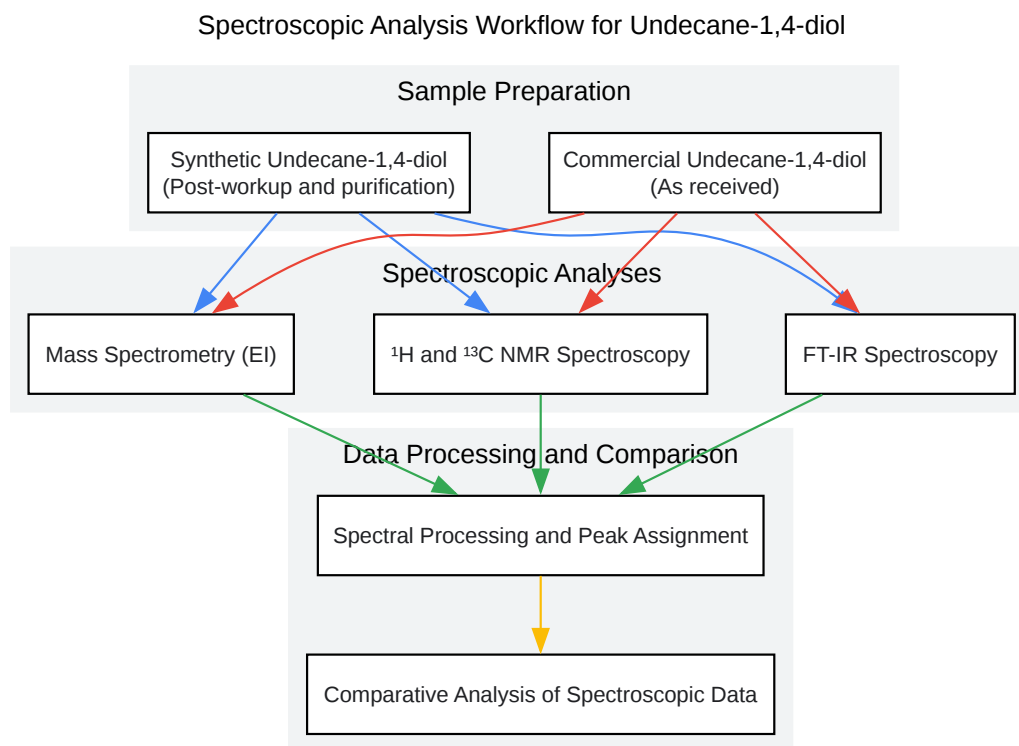 Spectroscopic Analysis Workflow for Undecane-1,4-diol
Sample Preparation
Synthetic Undecane-1,4-diol
(Post-workup and purification)
Commercial Undecane-1,4-diol
(As received)
Spectroscopic Analyses
Mass Spectrometry (EI)
¹H and ¹³C NMR Spectroscopy
FT-IR Spectroscopy
Data Processing and Comparison
Spectral Processing and Peak Assignment
Comparative Analysis of Spectroscopic Data